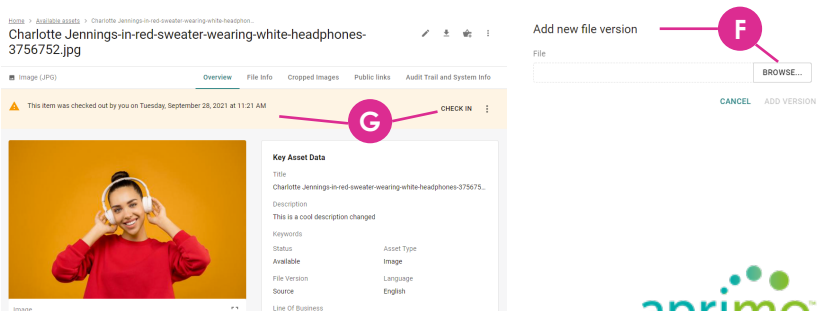 Home > Available assets > Charlotte Jennings-in-red-sweater-wearing-white-headphon...
Charlotte Jennings-in-red-sweater-wearing-white-headphones-
3756752.jpg
Image (JPG)
Overview File Info Cropped Images Public links Audit Trail and System Info
This item was checked out by you on Tuesday, September 28, 2021 at 11:21 AM
G
CHECK IN
Key Asset Data
Title
Charlotte Jennings-in-red-sweater-wearing-white-headphones-375675...
Description
This is a cool description changed
Keywords
Status Asset Type
Available Image
File Version Language
Source English
Line Of Business
Image
Add new file version
F
File
BROWSE...
CANCEL ADD VERSION
aprimo